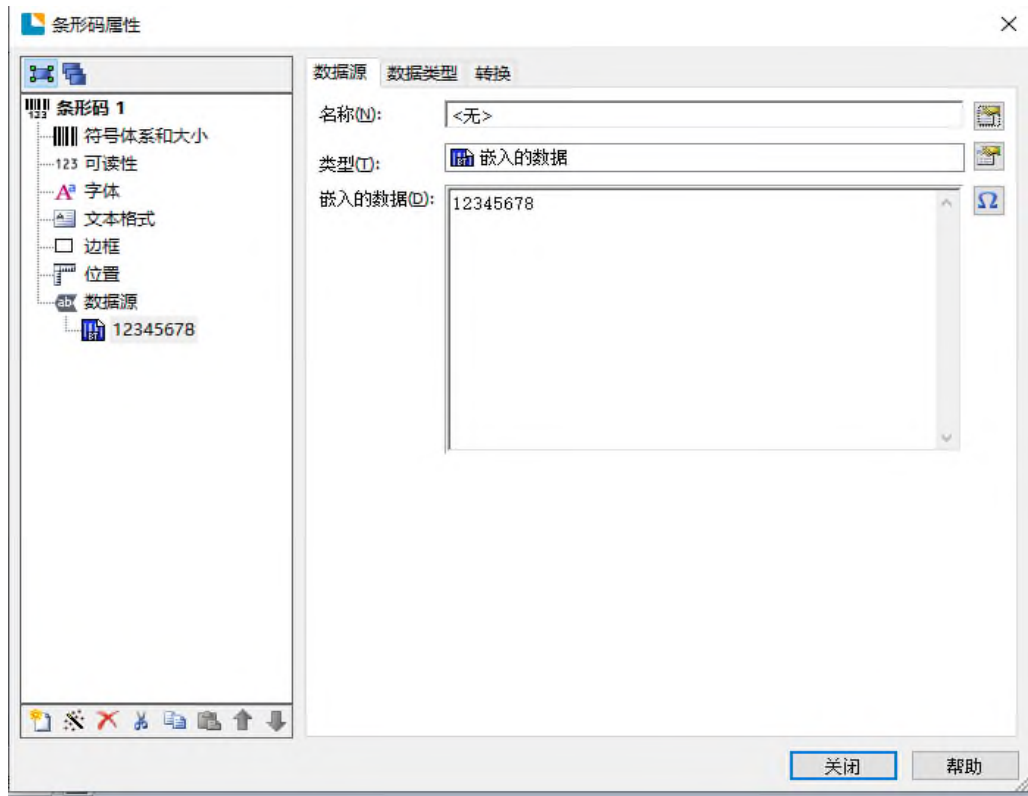 条形码属性
条形码 1
符号体系和大小
123 可读性
字体
文本格式
边框
位置
数据源
12345678
数据源 数据类型 转换
名称(N): <无>
类型(T): 嵌入的数据
嵌入的数据(D): 12345678
Ω
关闭 帮助